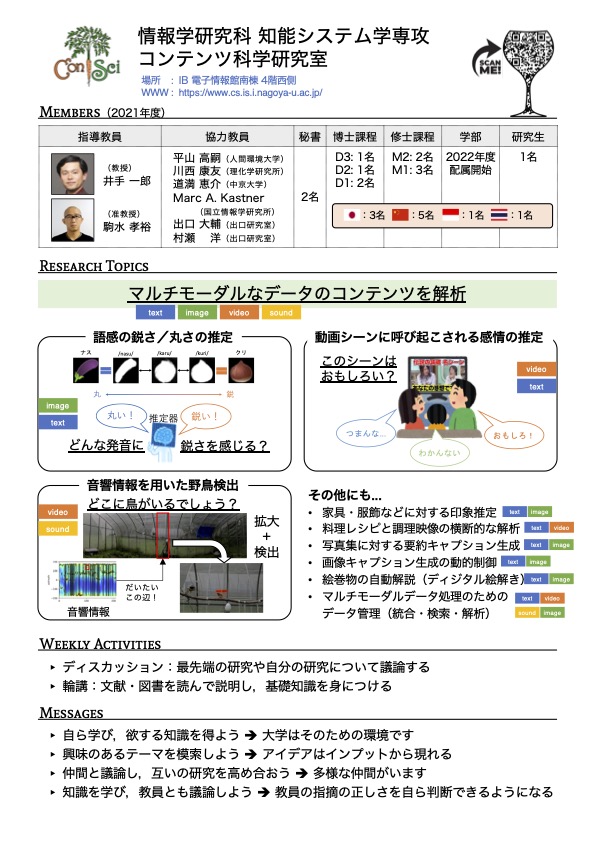 ConSci
情報学研究科 知能システム学専攻
コンテンツ科学研究室
場所 : IB 電子情報館南棟 4階西側
WWW : https://www.cs.is.i.nagoya-u.ac.jp/
SCAN ME!
MEMBERS (2021年度)
指導教員 協力教員 秘書 博士課程 修士課程 学部 研究生
(教授)
井手 一郎
(准教授)
駒水 孝裕
平山 高嗣 (人間環境大学)
川西 康友 (理化学研究所)
道満 恵介 (中京大学)
Marc A. Kastner
(国立情報学研究所)
出口 大輔 (出口研究室)
村瀬 洋 (出口研究室)
2名
D3: 1名
D2: 1名
D1: 2名
M2: 2名
M1: 3名
2022年度
配属開始
1名
: 3名 : 5名 : 1名 : 1名
RESEARCH TOPICS
マルチモーダルなデータのコンテンツを解析
text image video sound
語感の鋭さ／丸さの推定
ナス /nasu/ /karu/ /kuri/ クリ
丸 鋭
image
text
丸い！ 推定器 鋭い！
どんな発音に 鋭さを感じる？
動画シーンに呼び起こされる感情の推定
このシーンは
おもしろい？
video
text
つまんな…
わかんない
おもしろ！
音響情報を用いた野鳥検出
どこに鳥がいるでしょう？
video
sound
拡大
+
検出
だいたい
この辺！
音響情報
その他にも…
• 家具・服飾などに対する印象推定 text image
• 料理レシピと調理映像の横断的な解析 text video
• 写真集に対する要約キャプション生成 text image
• 画像キャプション生成の動的制御 text image
• 絵巻物の自動解説（ディジタル絵解き） text image
• マルチモーダルデータ処理のための text video
データ管理（統合・検索・解析） sound image
WEEKLY ACTIVITIES
▸ ディスカッション：最先端の研究や自分の研究について議論する
▸ 輪講：文献・図書を読んで説明し，基礎知識を身につける
MESSAGES
▸ 自ら学び，欲する知識を得よう ➔ 大学はそのための環境です
▸ 興味のあるテーマを模索しよう ➔ アイデアはインプットから現れる
▸ 仲間と議論し，互いの研究を高め合おう ➔ 多様な仲間がいます
▸ 知識を学び，教員とも議論しよう ➔ 教員の指摘の正しさを自ら判断できるようになる